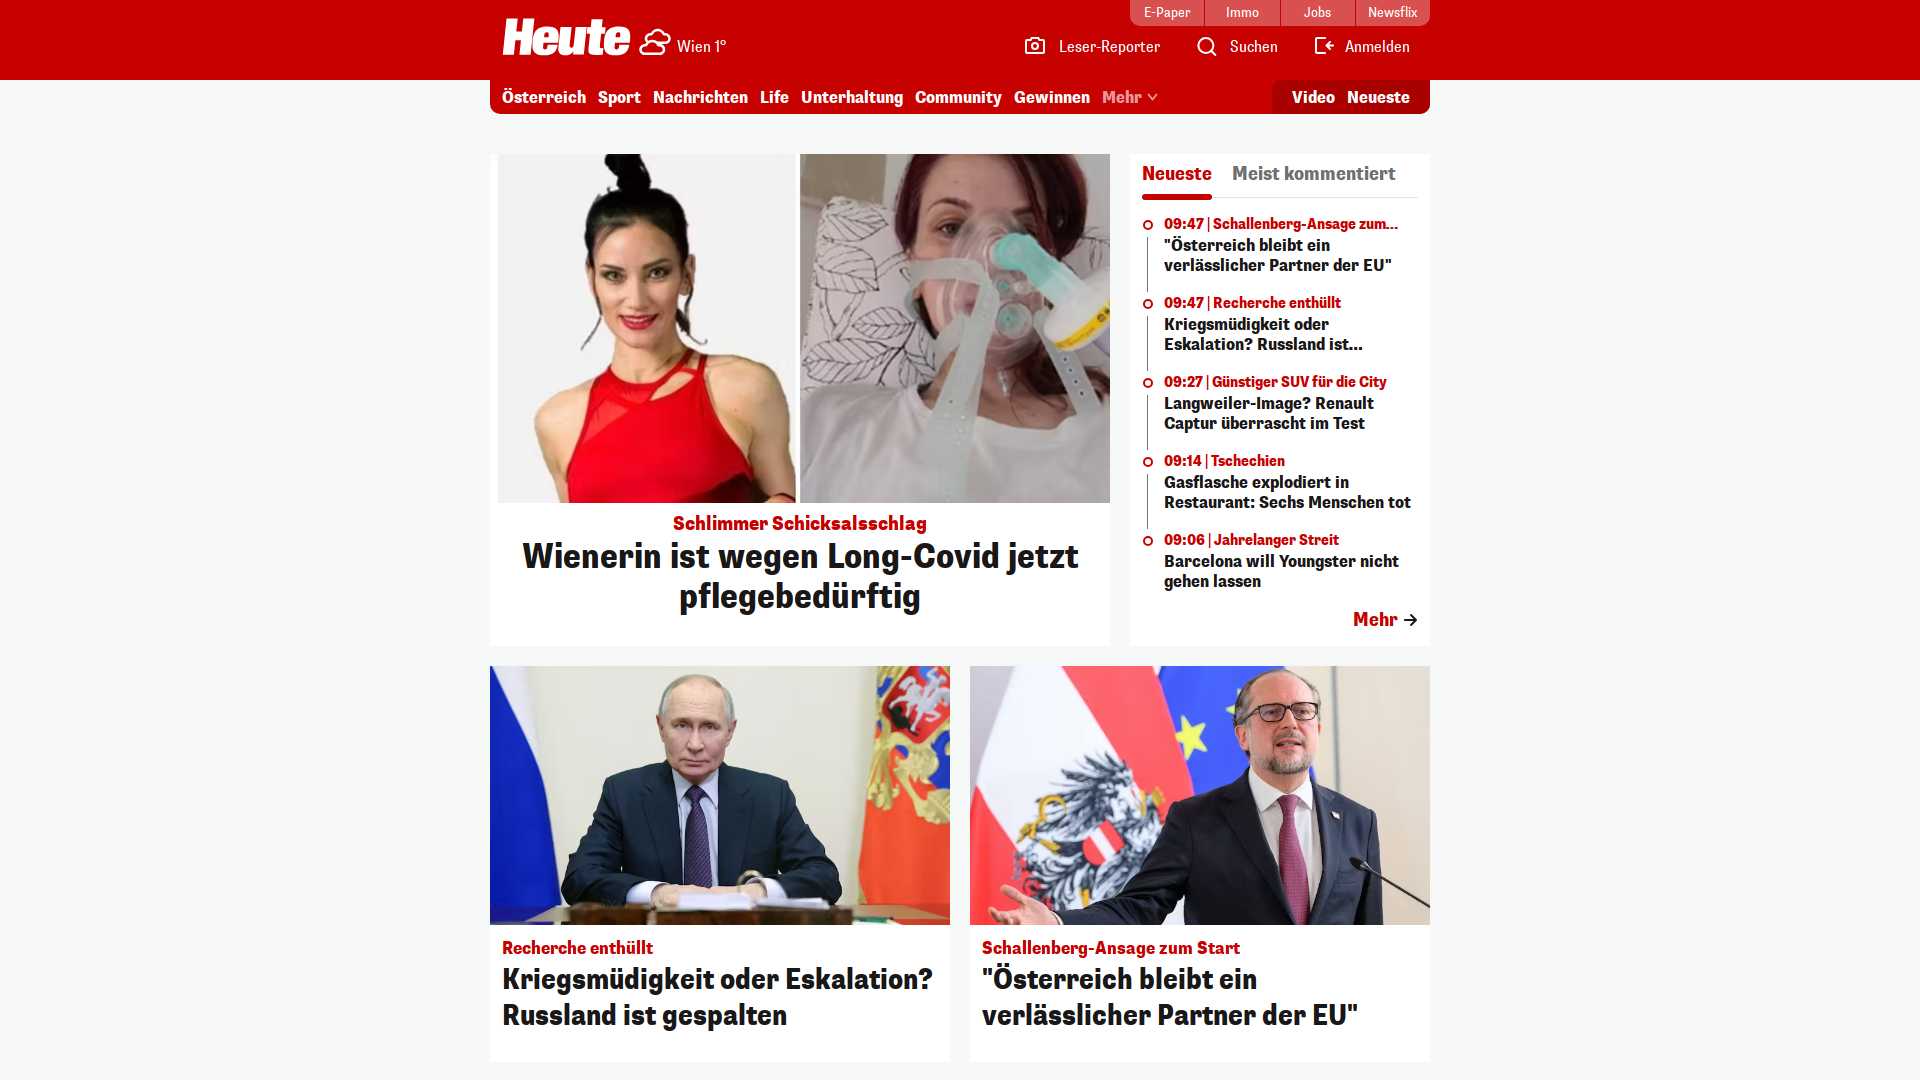 E-Paper
Immo
Jobs
Newsflix
Heute
Wien 1°
Leser-Reporter
Suchen
Anmelden
Österreich
Sport
Nachrichten
Life
Unterhaltung
Community
Gewinnen
Mehr
Video
Neueste
Schlimmer Schicksalsschlag
Wienerin ist wegen Long-Covid jetzt
pflegebedürftig
Neueste
Meist kommentiert
09:47 | Schallenberg-Ansage zum...
"Österreich bleibt ein
verlässlicher Partner der EU"
09:47 | Recherche enthüllt
Kriegsmüdigkeit oder
Eskalation? Russland ist...
09:27 | Günstiger SUV für die City
Langweiler-Image? Renault
Captur überrascht im Test
09:14 | Tschechien
Gasflasche explodiert in
Restaurant: Sechs Menschen tot
09:06 | Jahrelanger Streit
Barcelona will Youngster nicht
gehen lassen
Mehr
Recherche enthüllt
Kriegsmüdigkeit oder Eskalation?
Russland ist gespalten
Schallenberg-Ansage zum Start
"Österreich bleibt ein
verlässlicher Partner der EU"